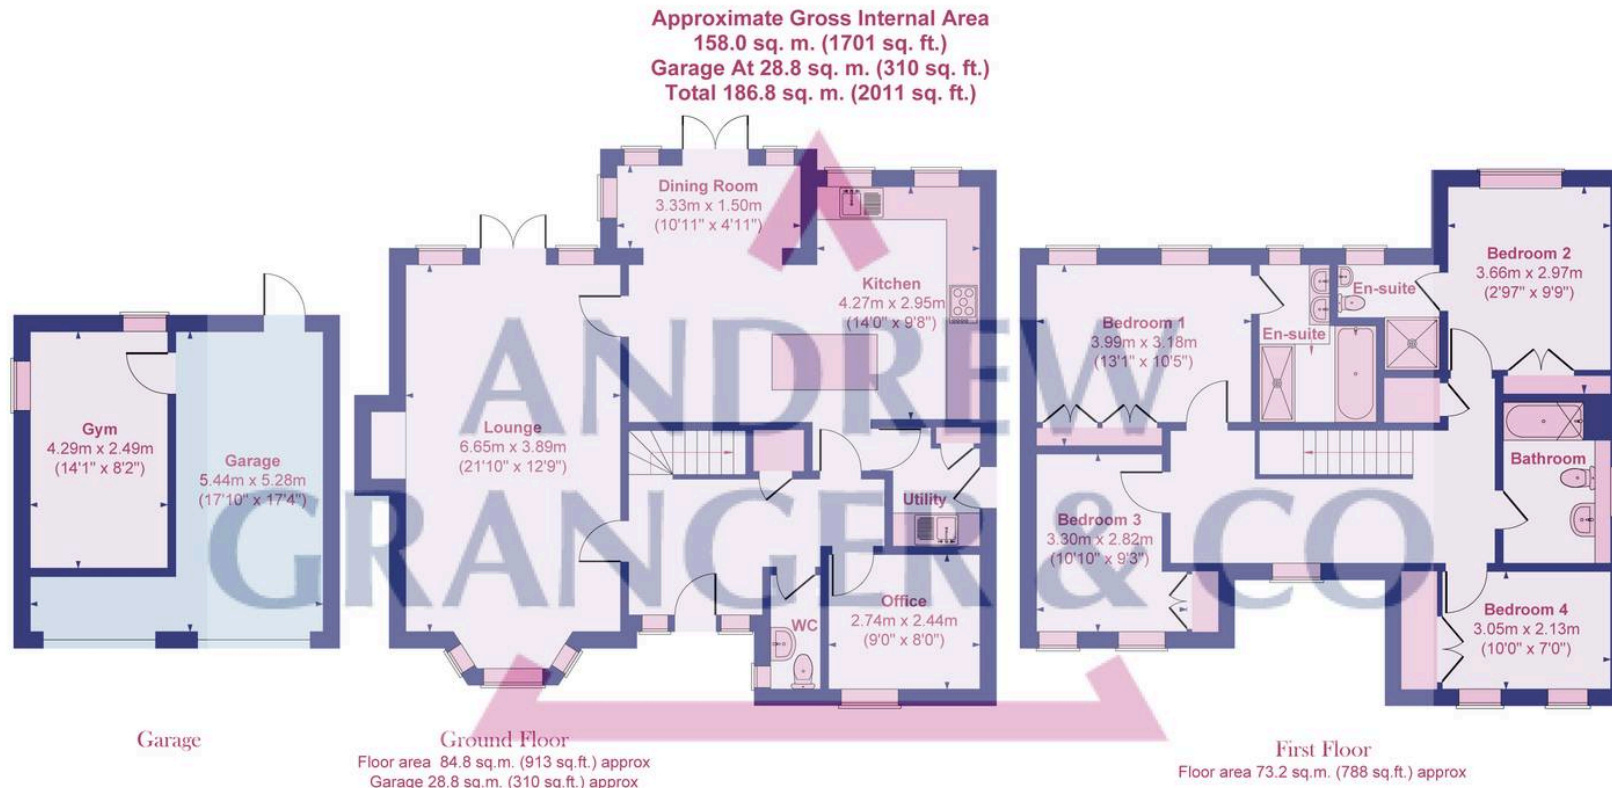 Approximate Gross Internal Area
158.0 sq. m. (1701 sq. ft.)
Garage At 28.8 sq. m. (310 sq. ft.)
Total 186.8 sq. m. (2011 sq. ft.)
Dining Room
3.33m x 1.50m
(10'11" x 4'11")
Kitchen
4.27m x 2.95m
(14'0" x 9'8")
Bedroom 2
3.66m x 2.97m
(2'97" x 9'9")
En-suite
Bedroom 1
3.99m x 3.18m
(13'1" x 10'5")
En-suite
ANDREW
GRANGER & CO
Gym
4.29m x 2.49m
(14'1" x 8'2")
Garage
5.44m x 5.28m
(17'10" x 17'4")
Lounge
6.65m x 3.89m
(21'10" x 12'9")
Utility
Bathroom
Bedroom 3
3.30m x 2.82m
(10'10" x 9'3")
WC
Office
2.74m x 2.44m
(9'0" x 8'0")
Bedroom 4
3.05m x 2.13m
(10'0" x 7'0")
Garage
Ground Floor
Floor area 84.8 sq.m. (913 sq.ft.) approx
Garage 28.8 sq.m. (310 sq.ft.) approx
First Floor
Floor area 73.2 sq.m. (788 sq.ft.) approx